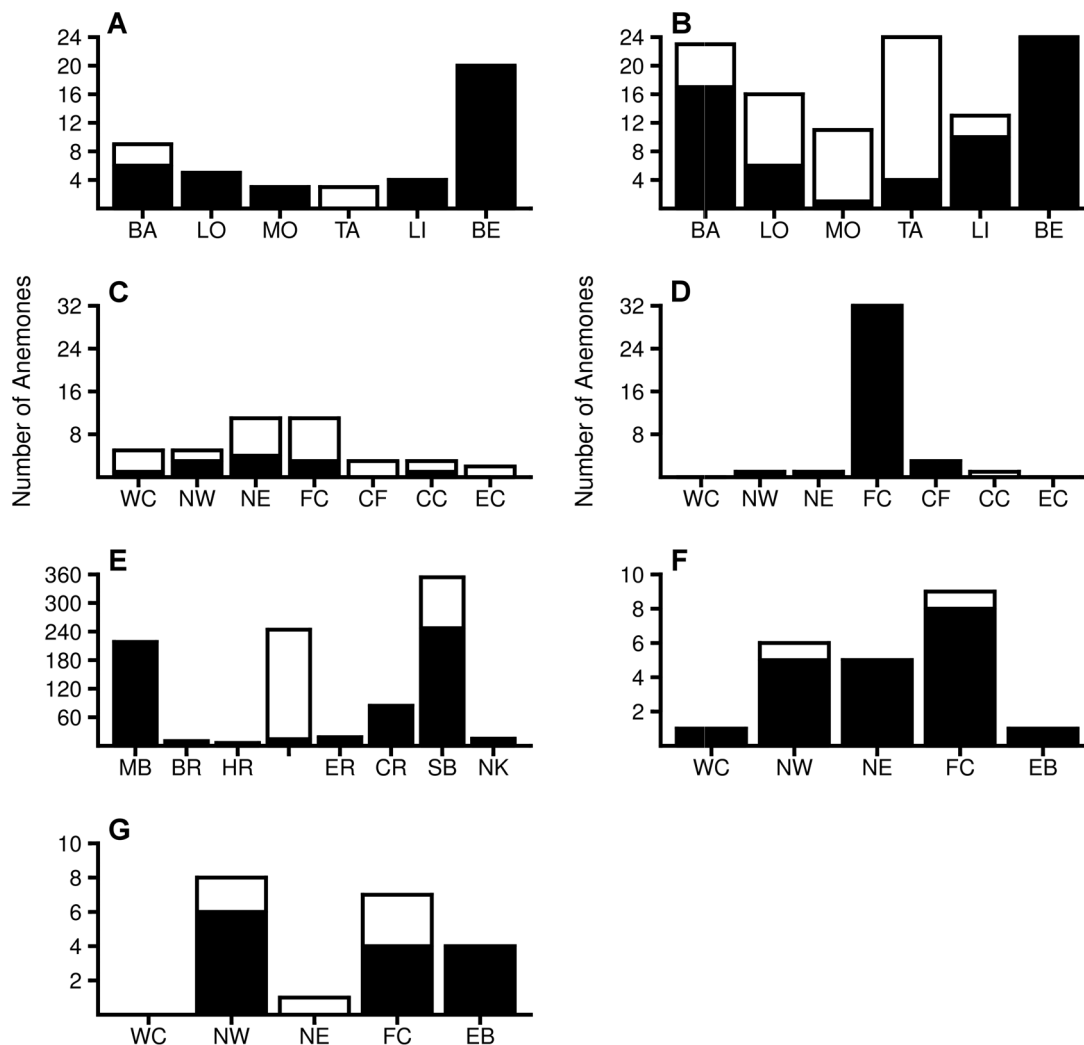 A
24
20
16
12
8
4
BA LO MO TA LI BE
B
24
20
16
12
8
4
BA LO MO TA LI BE
Number of Anemones
C
32
24
16
8
WC NW NE FC CF CC EC
Number of Anemones
D
32
24
16
8
WC NW NE FC CF CC EC
E
360
300
240
180
120
60
MB BR HR ER CR SB NK
F
10
8
6
4
2
WC NW NE FC EB
G
10
8
6
4
2
WC NW NE FC EB